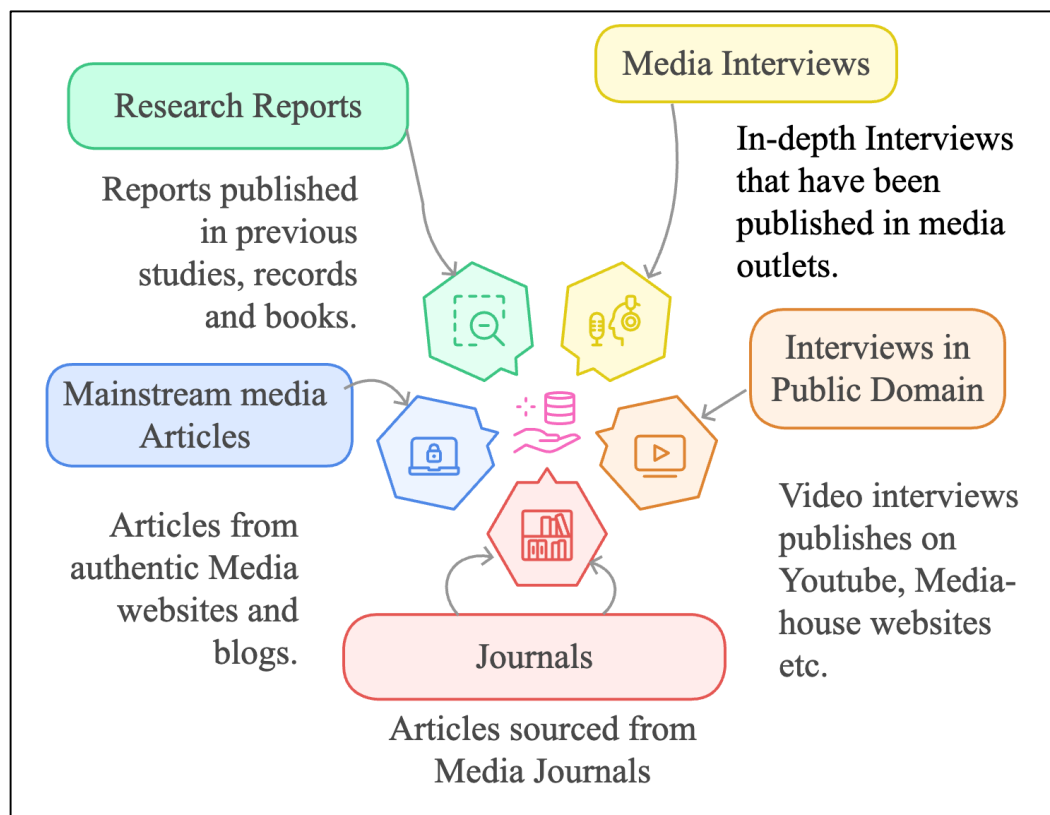 Research Reports
Reports published
in previous
studies, records
and books.
Media Interviews
In-depth Interviews
that have been
published in media
outlets.
Mainstream media
Articles
Articles from
authentic Media
websites and
blogs.
Interviews in
Public Domain
Video interviews
publishes on
Youtube, Media-
house websites
etc.
Journals
Articles sourced from
Media Journals